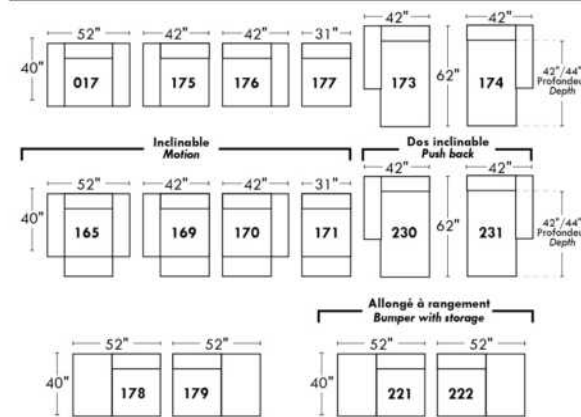 52" 42" 42" 31" 42" 42"
40" 017 175 176 177 173 62" 174 42"/44"
Profondeur
Depth
Inclinable
Motion
Dos inclinable
Push back
52" 42" 42" 31" 42" 42"
40" 165 169 170 171 230 62" 231 42"/44"
Profondeur
Depth
Allongé à rangement
Bumper with storage
52" 52" 52" 52"
40" 178 179 40" 221 222